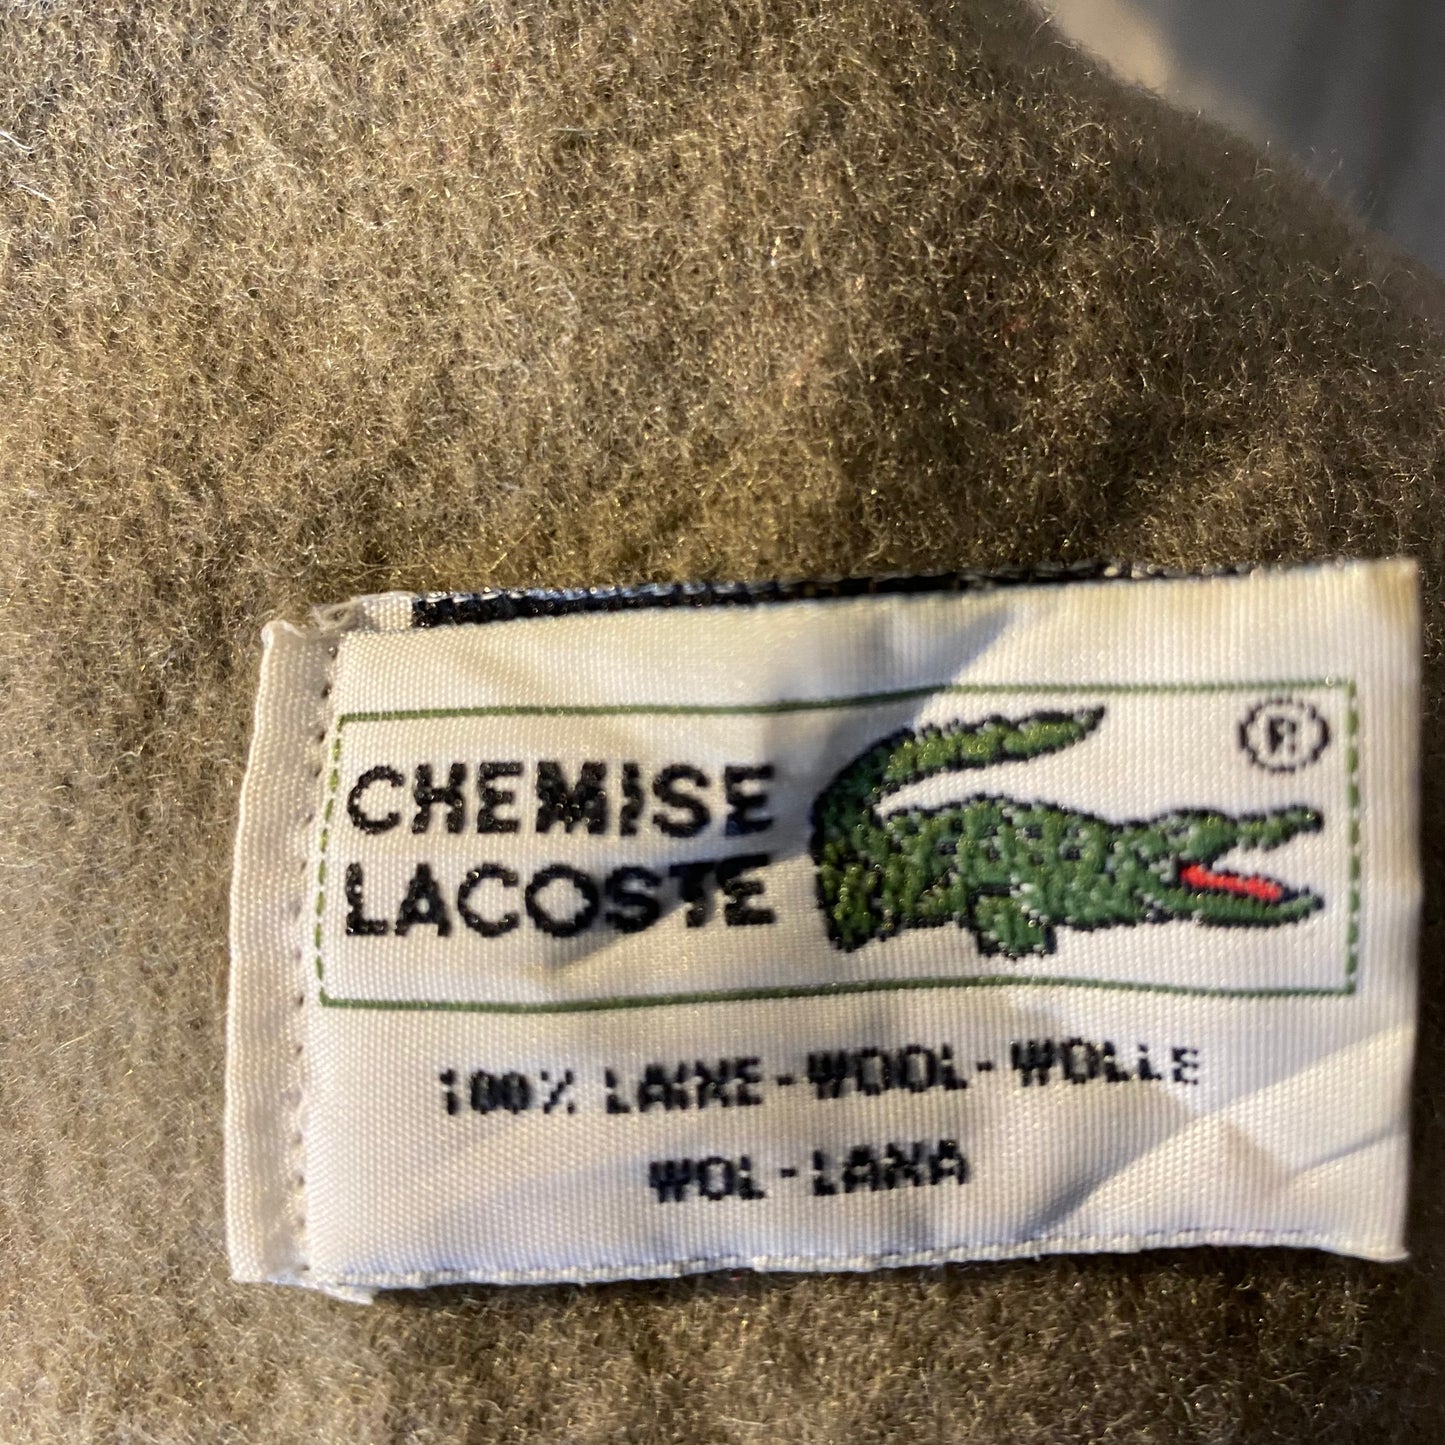 CHEMISE
LACOSTE
®
100% LAINE-WOOL-WOLLE
WOL-LANA